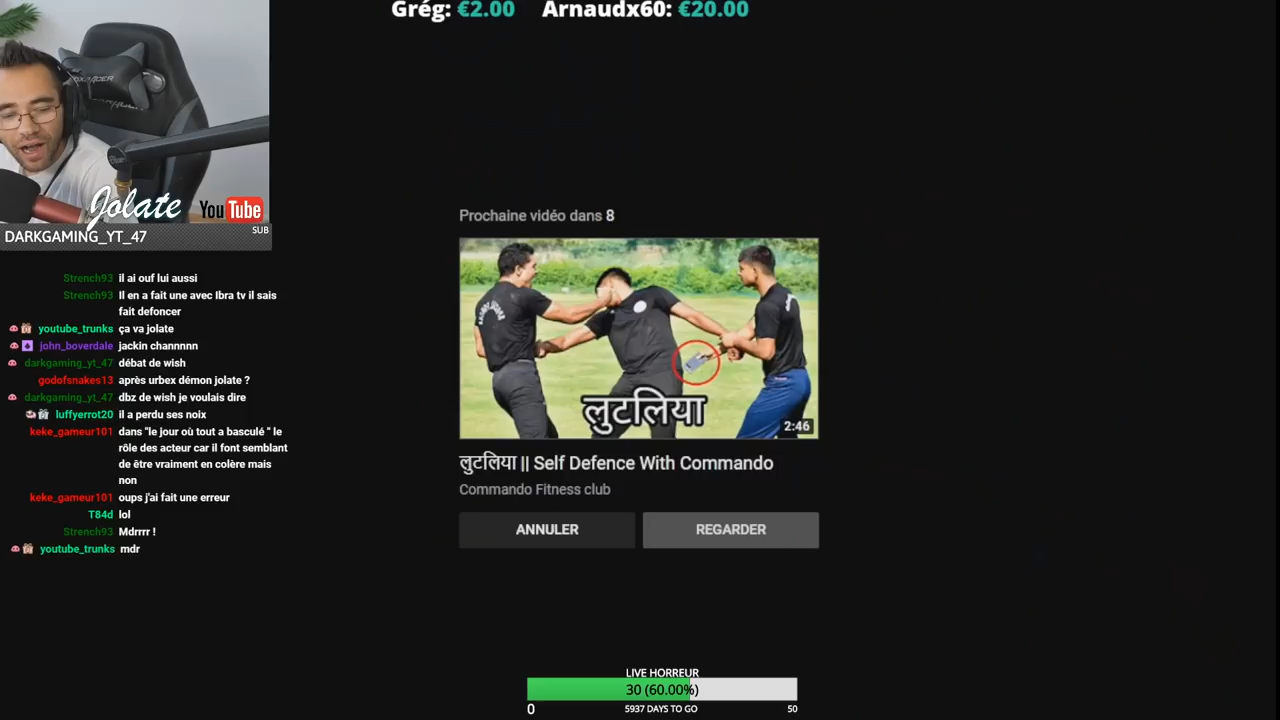 Grég: €2.00 Arnaudx60: €20.00
Jolate YouTube
DARKGAMING_YT_47 SUB
Strench93 il ai ouf lui aussi
Strench93 Il en a fait une avec Ibra tv il sais
fait defoncer
youtube_trunks ça va jolate
john_boverdale jackin channnnn
darkgaming_yt_47 débat de wish
godofsnakes13 après urbex démon jolate ?
darkgaming_yt_47 dbz de wish je voulais dire
luffyerrot20 il a perdu ses noix
keke_gameur101 dans "le jour où tout a basculé " le
rôle des acteur car il font semblant
de être vraiment en colère mais
non
keke_gameur101 oups j'ai fait une erreur
T84d lol
Strench93 Mdrrrr !
youtube_trunks mdr
Prochaine vidéo dans 8
लुटलिया
2:46
लुटलिया || Self Defence With Commando
Commando Fitness club
ANNULER REGARDER
LIVE HORREUR
30 (60.00%)
0 5937 DAYS TO GO 50